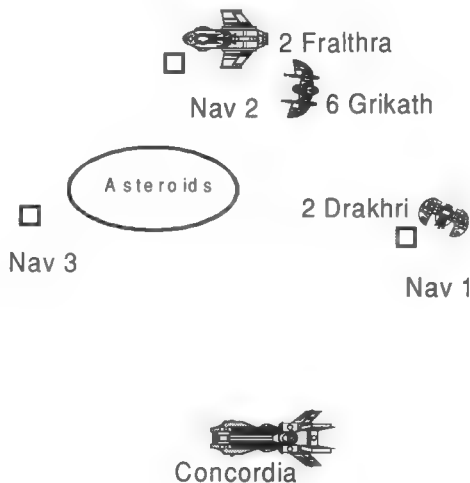 2 Fralthra
Nav 2
6 Grikath
Asteroids
2 Drakhri
Nav 3
Nav 1
Concordia